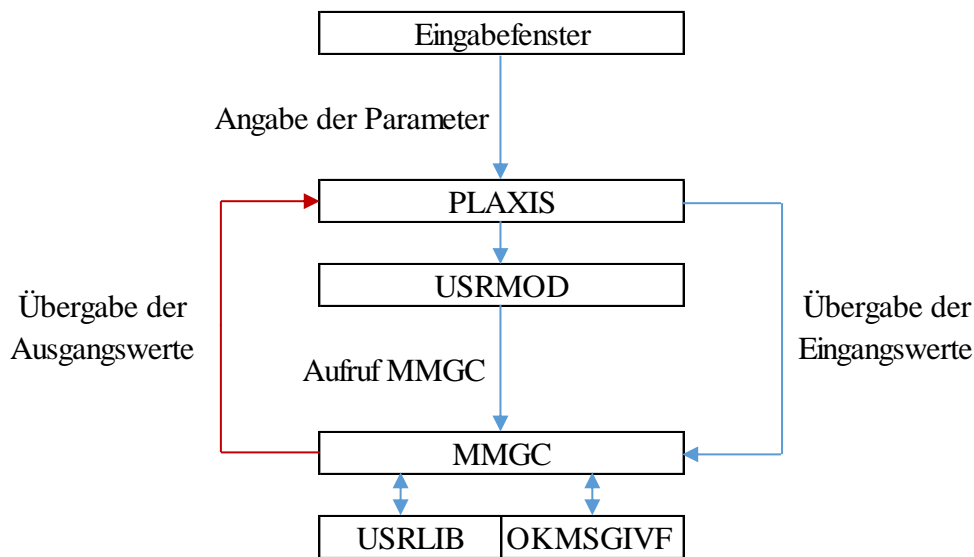 Eingabefenster
Angabe der Parameter
PLAXIS
USRMOD
Übergabe der
Ausgangswerte
Übergabe der
Eingangswerte
Aufruf MMGC
MMGC
USRLIB
OKMSGIVF